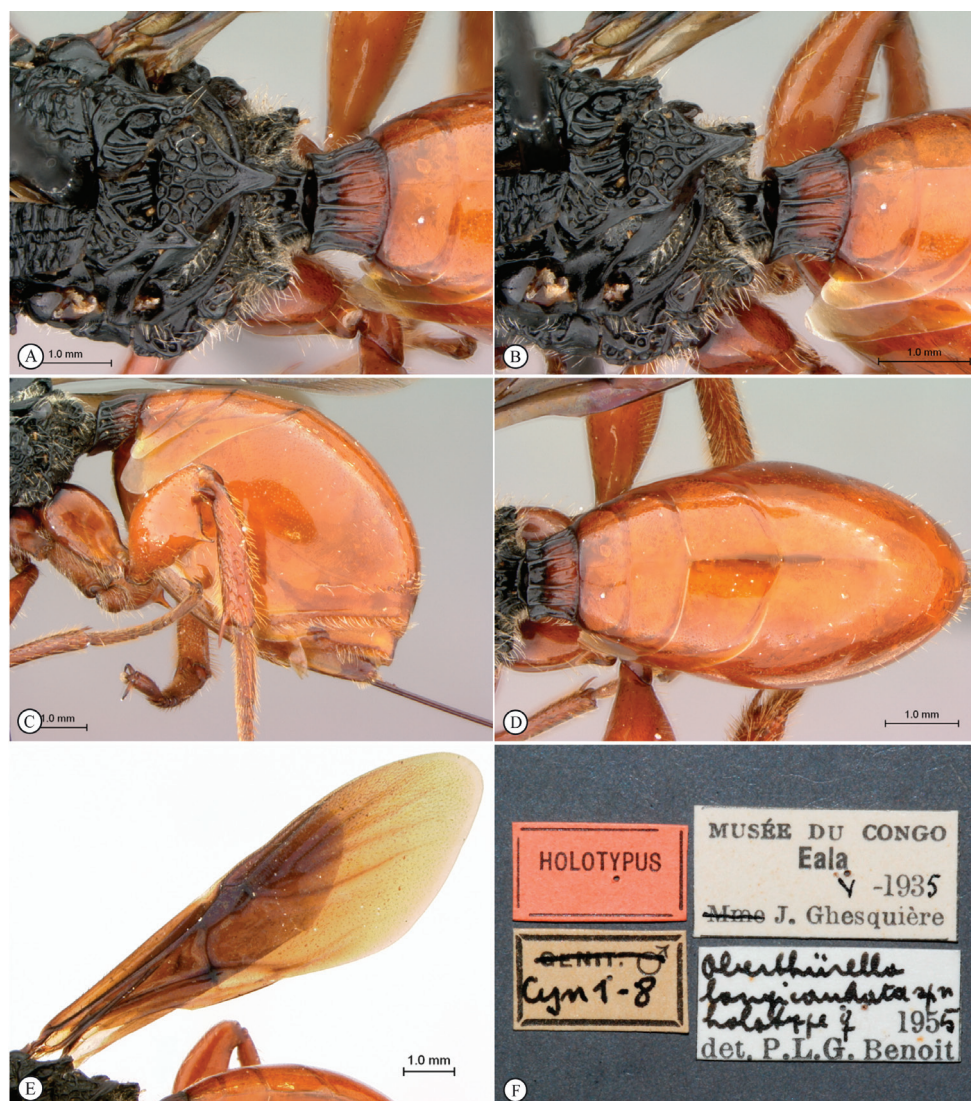 A
1.0 mm
B
1.0 mm
C
1.0 mm
D
1.0 mm
E
1.0 mm
F
HOLOTYPUS
GENIT. ♂
Cyn 1-8
MUSÉE DU CONGO
Eala
V -1935
Mme J. Ghesquière
Oberthürella
longicaudata sp n
holotype ♀ 1955
det. P.L.G. Benoit